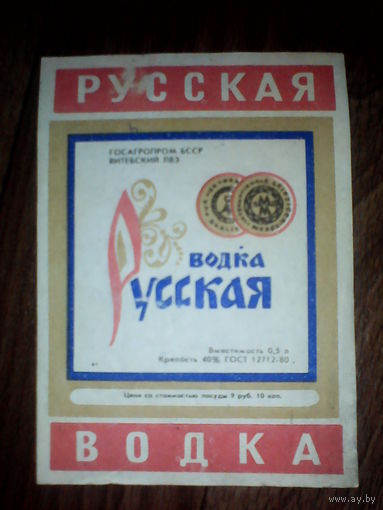 РУССКАЯ
ГОСАГРОПРОМ БССР
ВИТЕБСКИЙ ЛВЗ
водка
Русская
Вместимость 0,5 л
Крепость 40% ГОСТ 12712-80
Цена со стоимостью посуды 9 руб. 10 коп.
ВОДКА
www.ay.by